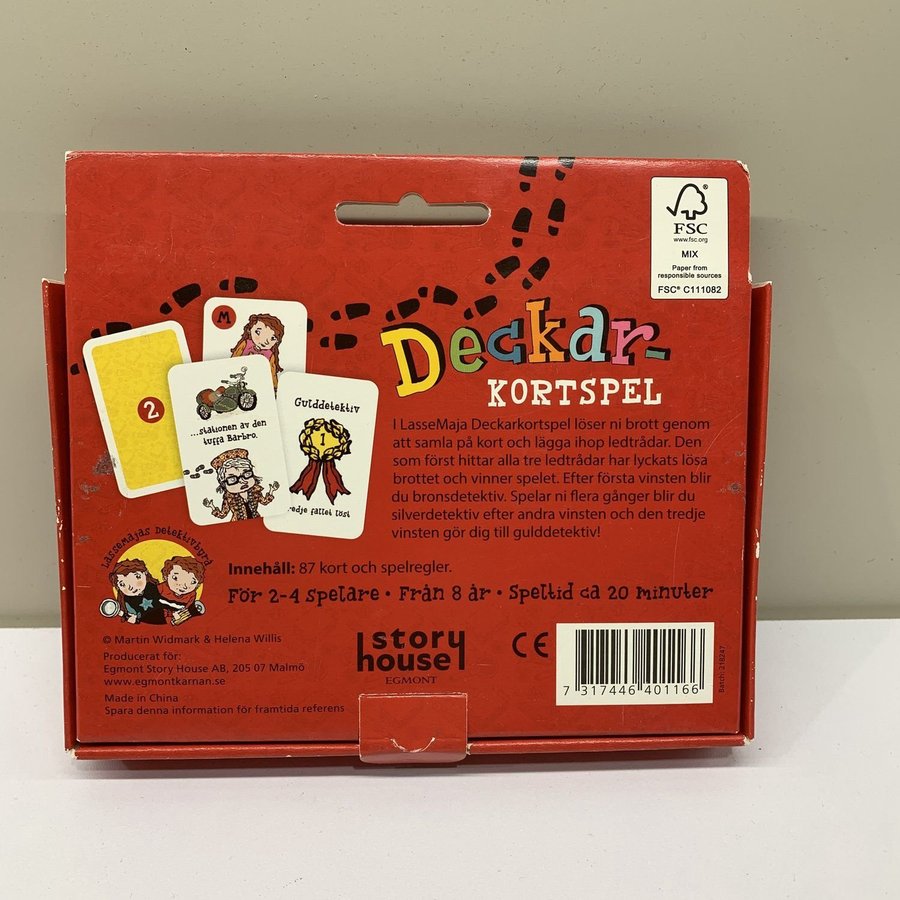 FSC®
www.fsc.org
MIX
Paper from
responsible sources
FSC® C111082
M
2
...stationen av den
tuffa Barbro.
Gulddetektiv
1
redje fallet löst
Deckar-
KORTSPEL
I LasseMaja Deckarkortspel löser ni brott genom
att samla på kort och lägga ihop ledtrådar. Den
som först hittar alla tre ledtrådar har lyckats lösa
brottet och vinner spelet. Efter första vinsten blir
du bronsdetektiv. Spelar ni flera gånger blir du
silverdetektiv efter andra vinsten och den tredje
vinsten gör dig till gulddetektiv!
LasseMajas Detektivbyrå
Innehåll: 87 kort och spelregler.
För 2-4 spelare • Från 8 år • Speltid ca 20 minuter
© Martin Widmark & Helena Willis
Producerat för:
Egmont Story House AB, 205 07 Malmö
www.egmontkarnan.se
Made in China
Spara denna information för framtida referens
story
house
EGMONT
CE
7 317446 401166
Batch: 218247